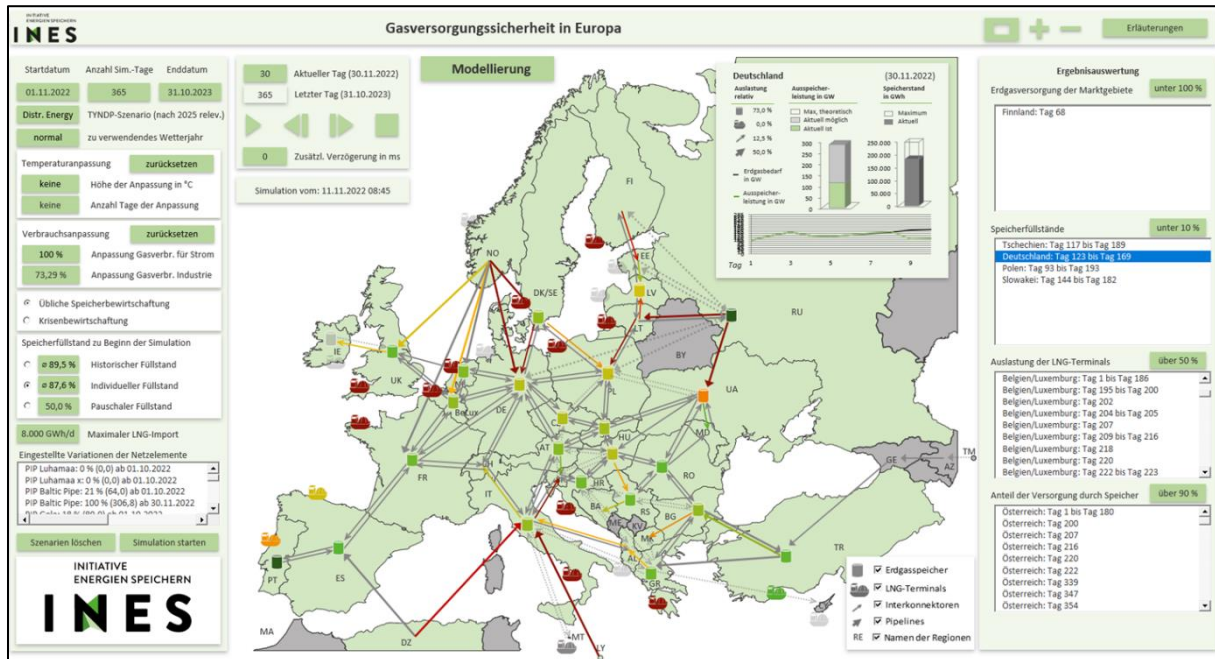 INITIATIVE
ENERGIEN SPEICHERN
INES
Gasversorgungssicherheit in Europa
Erläuterungen
Startdatum Anzahl Sim.-Tage Enddatum
01.11.2022 365 31.10.2023
Distr. Energy TYNDP-Szenario (nach 2025 relev.)
normal zu verwendetes Wetterjahr
Temperaturanpassung zurücksetzen
keine Höhe der Anpassung in °C
keine Anzahl Tage der Anpassung
Verbrauchsanpassung zurücksetzen
100 % Anpassung Gasverbr. für Strom
73,29 % Anpassung Gasverbr. Industrie
Übliche Speicherbewirtschaftung
Krisenbewirtschaftung
Speicherfüllstand zu Beginn der Simulation
ø 89,5 % Historischer Füllstand
ø 87,6 % Individueller Füllstand
50,0 % Pauschaler Füllstand
8.000 GWh/d Maximaler LNG-Import
Eingestellte Variationen der Netzelemente
PIP Luhamaa: 0 % (0,0) ab 01.10.2022
PIP Luhamaa x: 0 % (0,0) ab 01.10.2022
PIP Baltic Pipe: 21 % (64,0) ab 01.10.2022
PIP Baltic Pipe: 100 % (306,8) ab 30.11.2022
Szenarien löschen Simulation starten
INITIATIVE
ENERGIEN SPEICHERN
INES
30 Aktueller Tag (30.11.2022)
365 Letzter Tag (31.10.2023)
0 Zusätzl. Verzögerung in ms
Simulation vom: 11.11.2022 08:45
Modellierung
Deutschland (30.11.2022)
Auslastung relativ
73,0 %
0,0 %
12,5 %
50,0 %
Erdgasbedarf in GW
Ausspeicherleistung in GW
Ausspeicher-
leistung in GW
Max. theoretisch
Aktuell möglich
Aktuell ist
300
250
200
150
100
50
0
Speicherstand
in GWh
Maximum
Aktuell
250.000
200.000
150.000
100.000
50.000
0
Tag 1 3 5 7 9
FI
NO
EE
LV
DK/SE
LT
RU
BY
IE
UK
NL
BeLux
DE
PL
UA
CZ
AT
HU
MD
FR
CH
IT
HR
RO
BA
RS
ME
KV
BG
MK
AL
GR
TR
GE
AZ
TM
PT
ES
MA
DZ
MT
LY
Erdgasspeicher
LNG-Terminals
Interkonnektoren
Pipelines
RE Namen der Regionen
Ergebnisauswertung
Erdgasversorgung der Marktgebiete unter 100 %
Finnland: Tag 68
Speicherfüllstände unter 10 %
Tschechien: Tag 117 bis Tag 189
Deutschland: Tag 123 bis Tag 169
Polen: Tag 93 bis Tag 193
Slowakei: Tag 144 bis Tag 182
Auslastung der LNG-Terminals über 50 %
Belgien/Luxemburg: Tag 1 bis Tag 186
Belgien/Luxemburg: Tag 195 bis Tag 200
Belgien/Luxemburg: Tag 202
Belgien/Luxemburg: Tag 204 bis Tag 205
Belgien/Luxemburg: Tag 207
Belgien/Luxemburg: Tag 209 bis Tag 216
Belgien/Luxemburg: Tag 218
Belgien/Luxemburg: Tag 220
Belgien/Luxemburg: Tag 222 bis Tag 223
Anteil der Versorgung durch Speicher über 90 %
Österreich: Tag 1 bis Tag 180
Österreich: Tag 200
Österreich: Tag 207
Österreich: Tag 216
Österreich: Tag 220
Österreich: Tag 222
Österreich: Tag 339
Österreich: Tag 347
Österreich: Tag 354